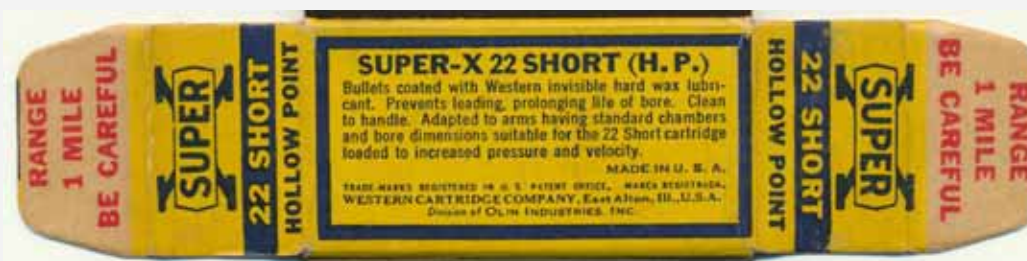 RANGE
1 MILE
BE CAREFUL
SUPER X
22 SHORT
HOLLOW POINT
SUPER-X 22 SHORT (H. P.)
Bullets coated with Western invisible hard wax lubri-
cant. Prevents leading, prolonging life of bore. Clean
to handle. Adapted to arms having standard chambers
and bore dimensions suitable for the 22 Short cartridge
loaded to increased pressure and velocity.
MADE IN U. S. A.
TRADE-MARKS REGISTERED IN U. S. PATENT OFFICE, MARCA REGISTRADA,
WESTERN CARTRIDGE COMPANY, East Alton, Ill., U.S.A.
Division of OLIN INDUSTRIES, INC.
HOLLOW POINT
22 SHORT
SUPER X
BE CAREFUL
1 MILE
RANGE